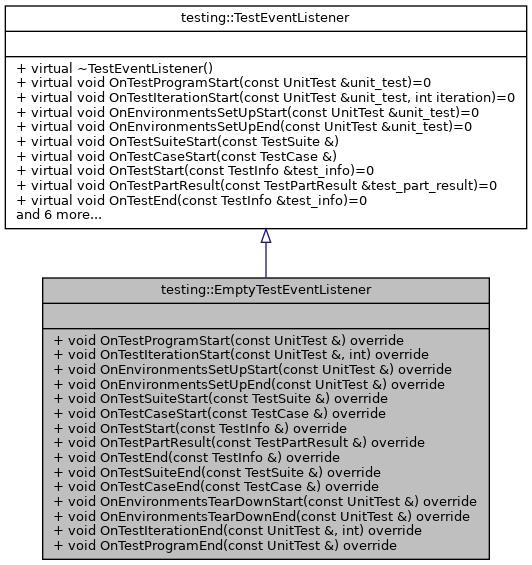 testing::TestEventListener
+ virtual ~TestEventListener()
+ virtual void OnTestProgramStart(const UnitTest &unit_test)=0
+ virtual void OnTestIterationStart(const UnitTest &unit_test, int iteration)=0
+ virtual void OnEnvironmentsSetUpStart(const UnitTest &unit_test)=0
+ virtual void OnEnvironmentsSetUpEnd(const UnitTest &unit_test)=0
+ virtual void OnTestSuiteStart(const TestSuite &)
+ virtual void OnTestCaseStart(const TestCase &)
+ virtual void OnTestStart(const TestInfo &test_info)=0
+ virtual void OnTestPartResult(const TestPartResult &test_part_result)=0
+ virtual void OnTestEnd(const TestInfo &test_info)=0
and 6 more...
testing::EmptyTestEventListener
+ void OnTestProgramStart(const UnitTest &) override
+ void OnTestIterationStart(const UnitTest &, int) override
+ void OnEnvironmentsSetUpStart(const UnitTest &) override
+ void OnEnvironmentsSetUpEnd(const UnitTest &) override
+ void OnTestSuiteStart(const TestSuite &) override
+ void OnTestCaseStart(const TestCase &) override
+ void OnTestStart(const TestInfo &) override
+ void OnTestPartResult(const TestPartResult &) override
+ void OnTestEnd(const TestInfo &) override
+ void OnTestSuiteEnd(const TestSuite &) override
+ void OnTestCaseEnd(const TestCase &) override
+ void OnEnvironmentsTearDownStart(const UnitTest &) override
+ void OnEnvironmentsTearDownEnd(const UnitTest &) override
+ void OnTestIterationEnd(const UnitTest &, int) override
+ void OnTestProgramEnd(const UnitTest &) override